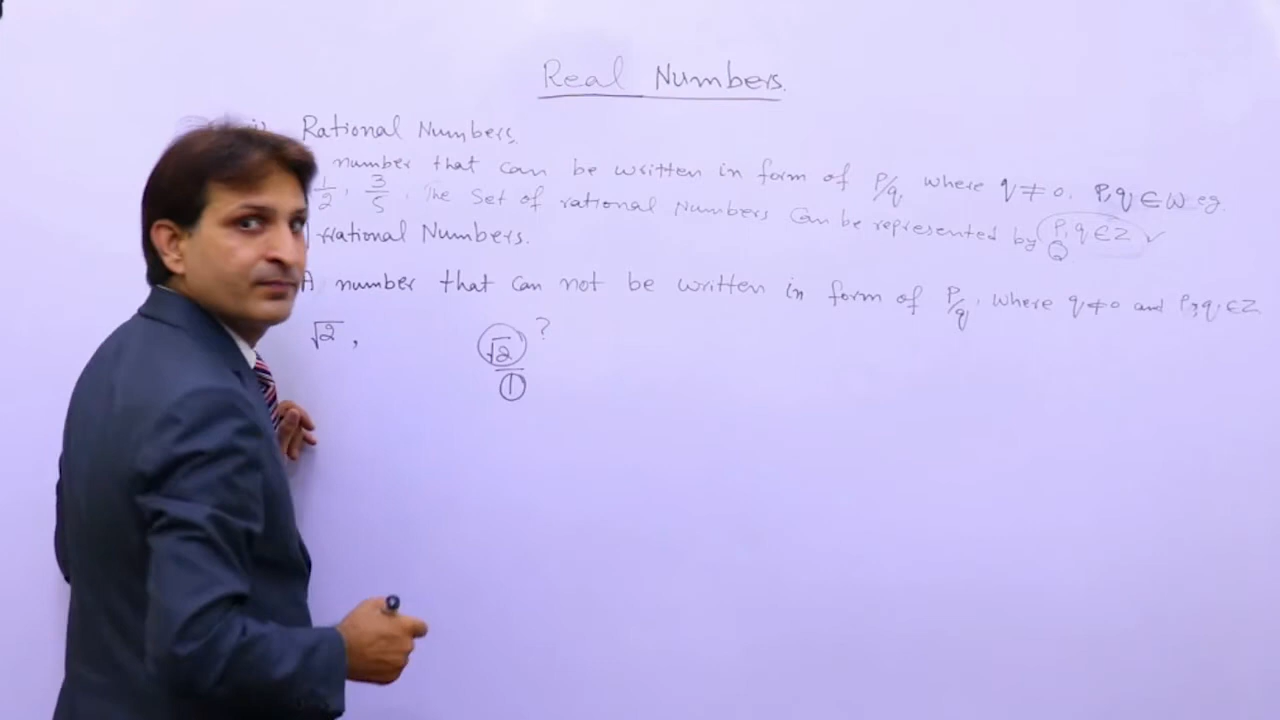 Real Numbers.
Rational Numbers.
number that can be written in form of P/q where q ≠ 0. P, q ∈ W eg.
1/2, 3/5. The Set of rational Numbers Can be represented by Q P, q ∈ Z ✓
Irrational Numbers.
A number that can not be written in form of P/q. where q ≠ 0 and P, q ∈ Z
√2, √2/1 ?